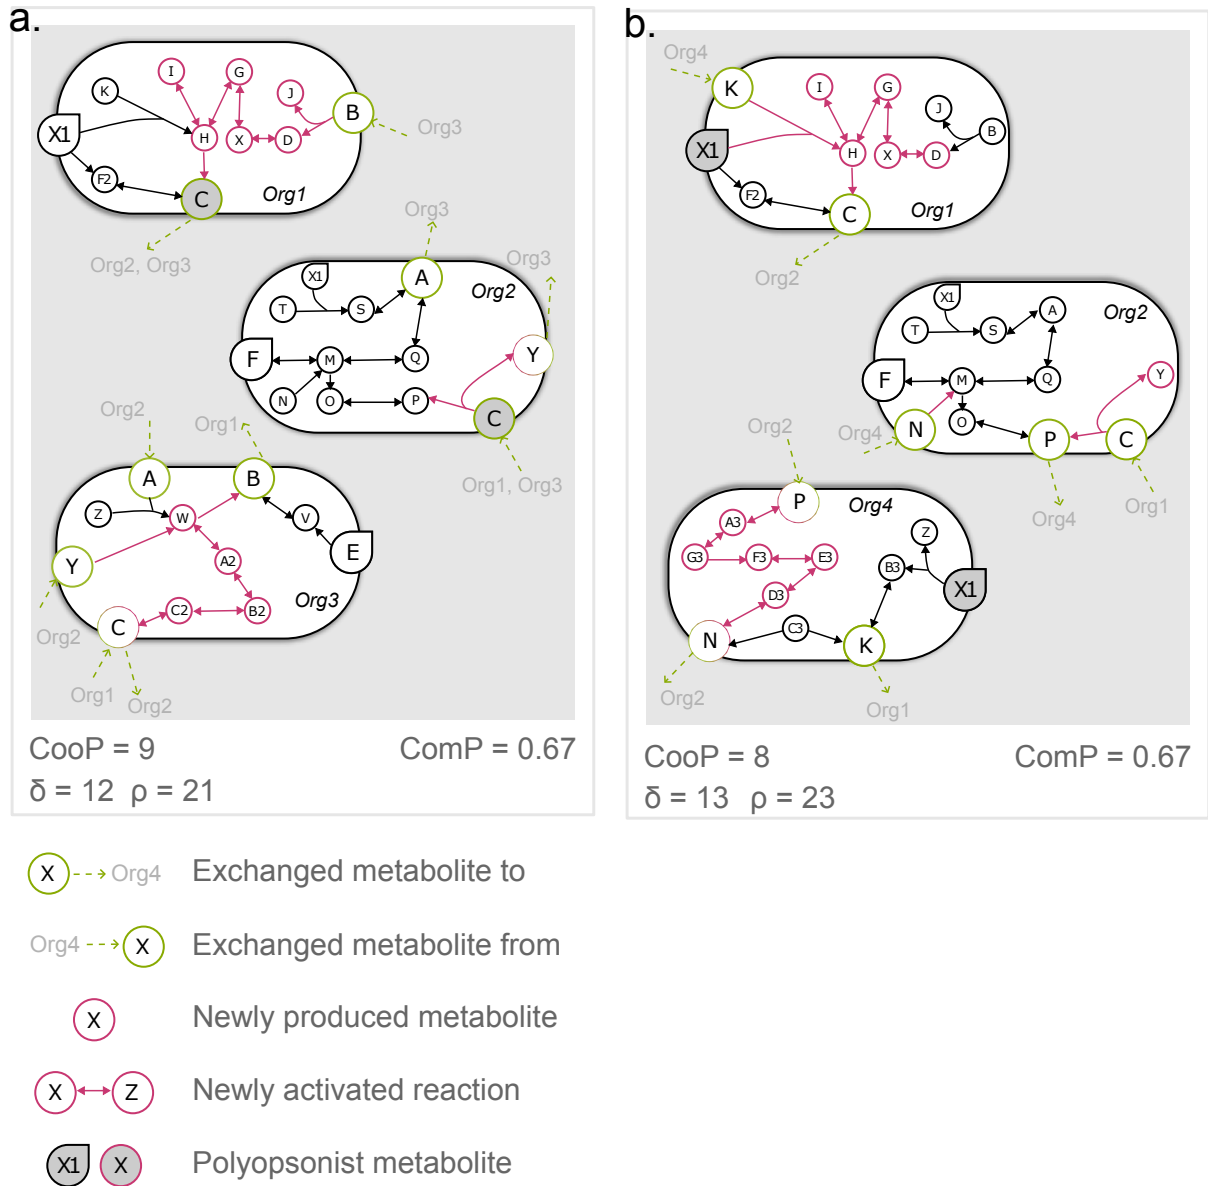 a.
K
I
G
J
B
Org3
X1
H
X
D
F2
C
Org1
Org2, Org3
Org3
Org3
X1
A
Org2
T
S
F
M
Q
Y
N
O
P
C
Org1, Org3
Org2
Org1
A
B
Z
W
V
E
Y
A2
C2
B2
Org3
Org2
C
Org1
Org2
CooP = 9
ComP = 0.67
δ = 12 ρ = 21
b.
Org4
K
I
G
J
B
X1
H
X
D
F2
C
Org1
Org2
X1
A
Org2
T
S
F
M
Q
Y
N
O
P
C
Org4
Org4
Org1
Org2
P
Org4
A3
Z
G3
F3
E3
B3
X1
D3
N
C3
K
Org2
Org1
CooP = 8
ComP = 0.67
δ = 13 ρ = 23
X Org4 Exchanged metabolite to
Org4 X Exchanged metabolite from
X Newly produced metabolite
X Z Newly activated reaction
X1 X Polyopsonist metabolite